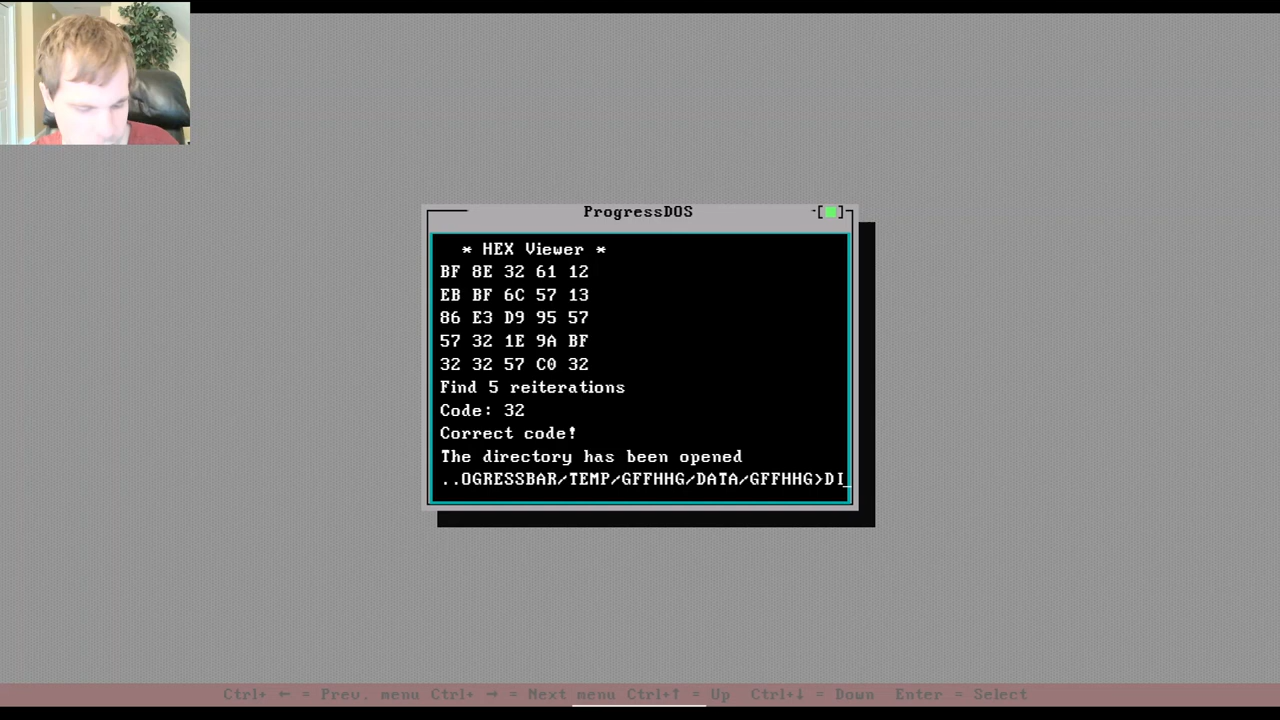 ProgressDOS
* HEX Viewer *
BF 8E 32 61 12
EB BF 6C 57 13
86 E3 D9 95 57
57 32 1E 9A BF
32 32 57 C0 32
Find 5 reiterations
Code: 32
Correct code!
The directory has been opened
..OGRESSBAR/TEMP/GFFHHG/DATA/GFFHHG>DI_
Ctrl+ ← = Prev. menu Ctrl+ → = Next menu Ctrl+↑ = Up Ctrl+↓ = Down Enter = Select